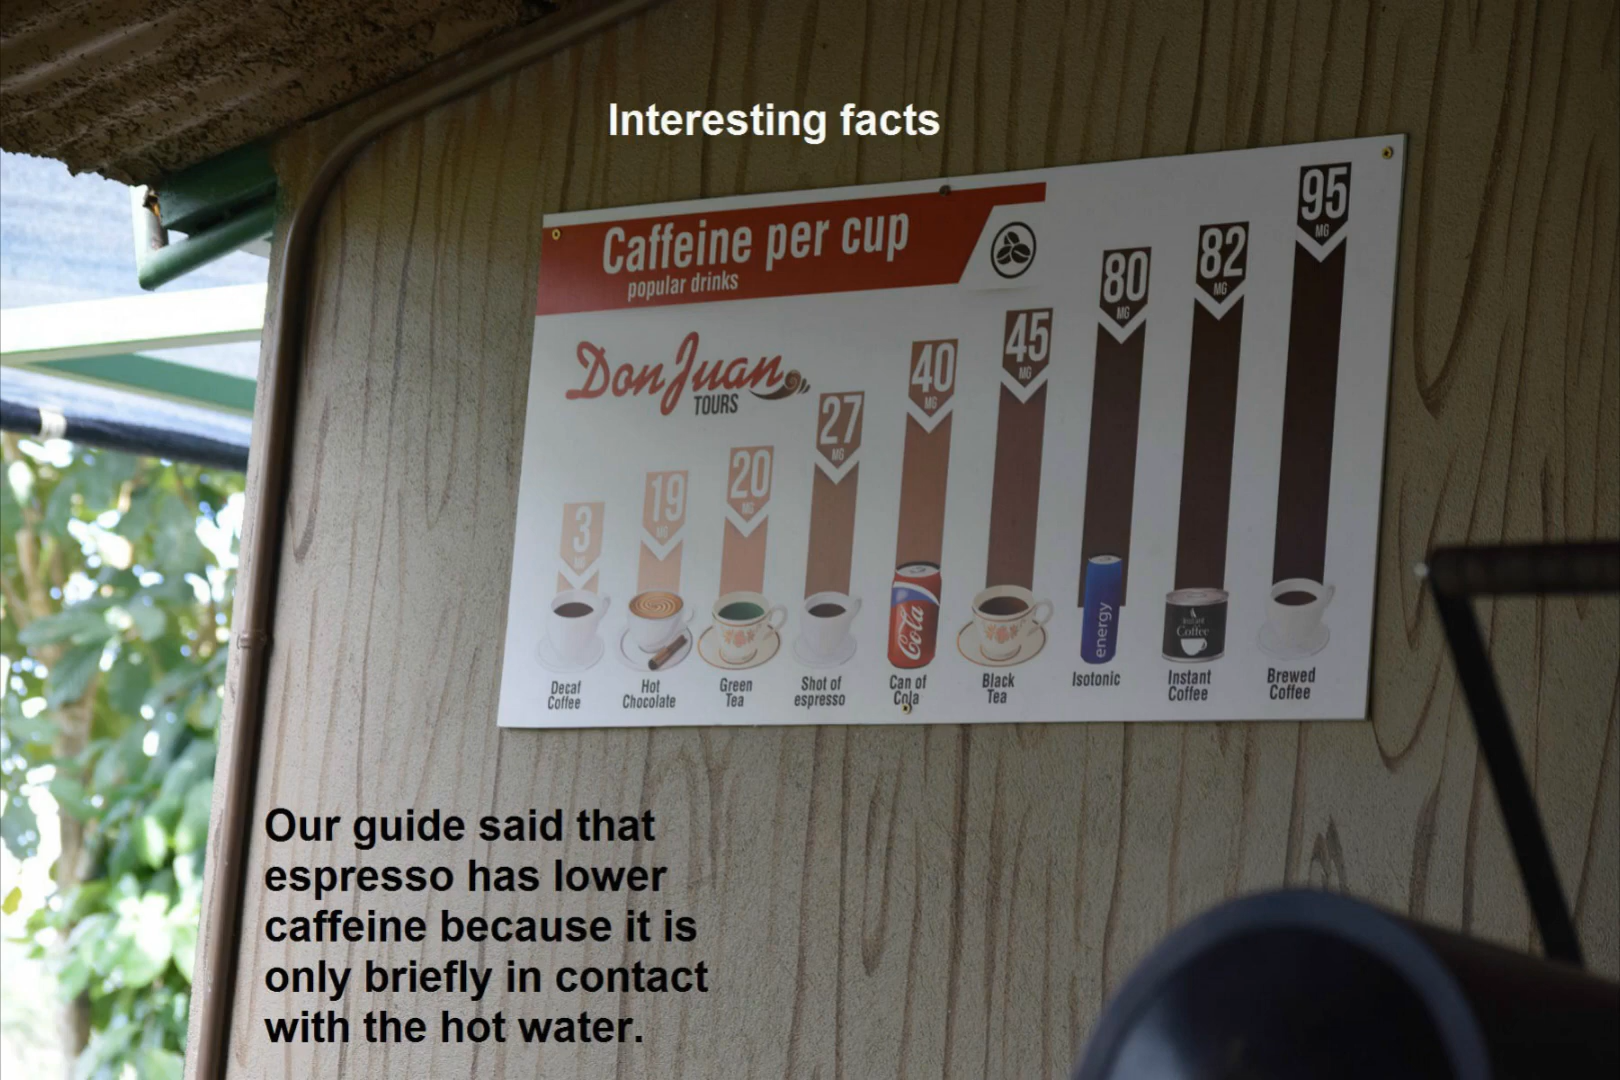 Interesting facts
Caffeine per cup
popular drinks
Don Juan
TOURS
3
MG
19
MG
20
MG
27
MG
40
MG
45
MG
80
MG
82
MG
95
MG
Cola
energy
Instant
Coffee
Decaf
Coffee
Hot
Chocolate
Green
Tea
Shot of
espresso
Can of
Cola
Black
Tea
Isotonic
Instant
Coffee
Brewed
Coffee
Our guide said that
espresso has lower
caffeine because it is
only briefly in contact
with the hot water.